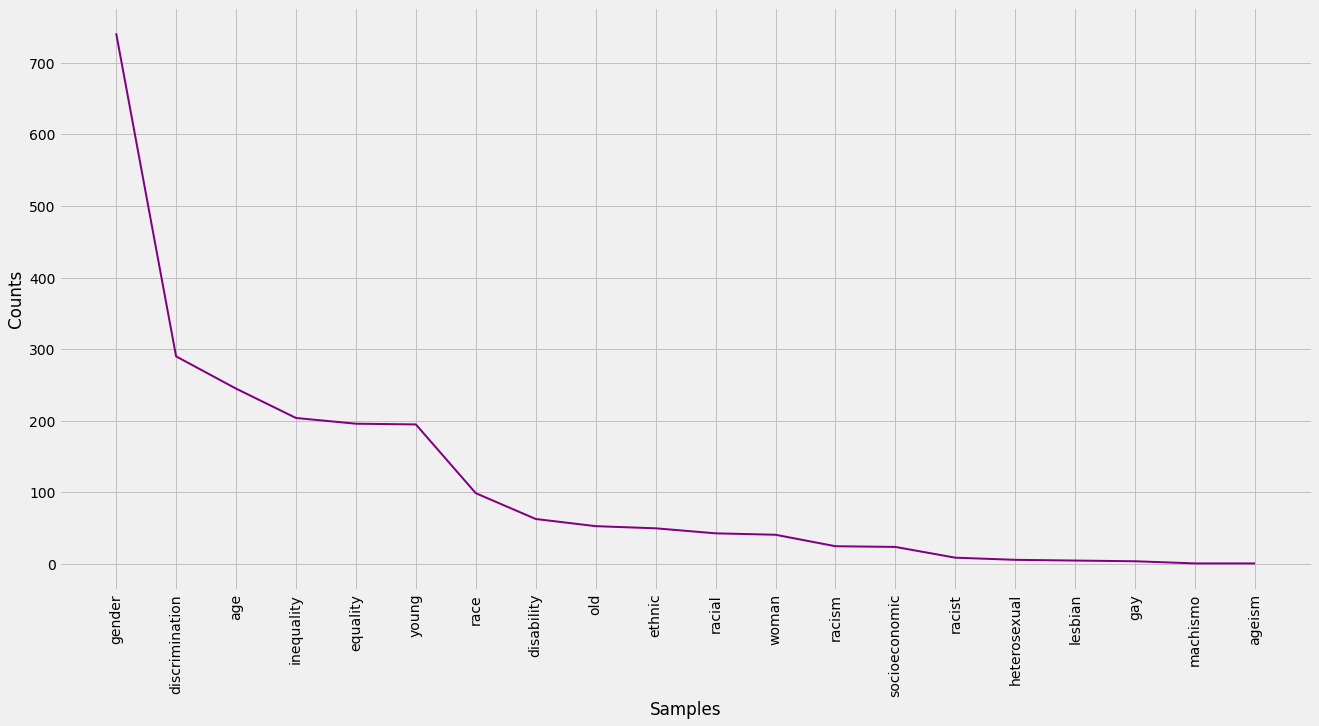 700
600
500
400
300
200
100
0
Counts
gender
discrimination
age
inequality
equality
young
race
disability
old
ethnic
racial
woman
racism
socioeconomic
racist
heterosexual
lesbian
gay
machismo
ageism
Samples